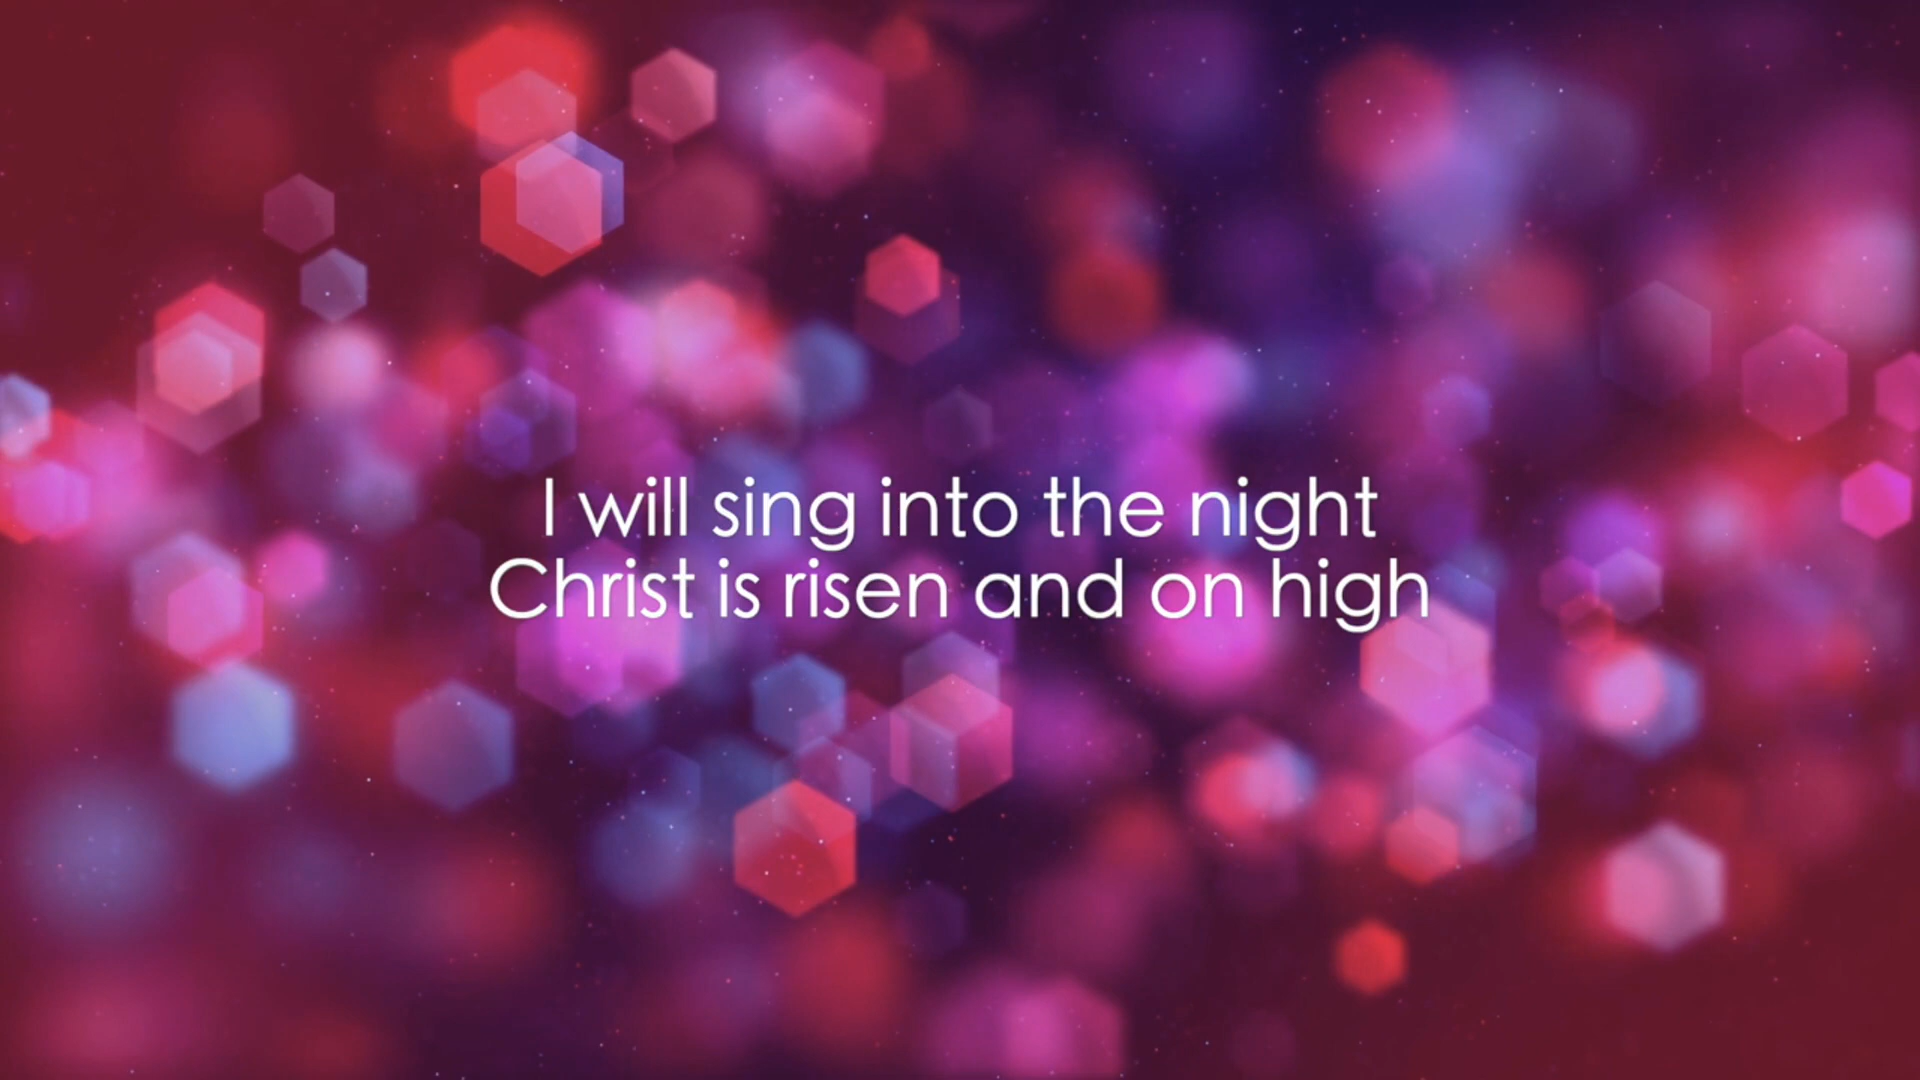 I will sing into the night
Christ is risen and on high